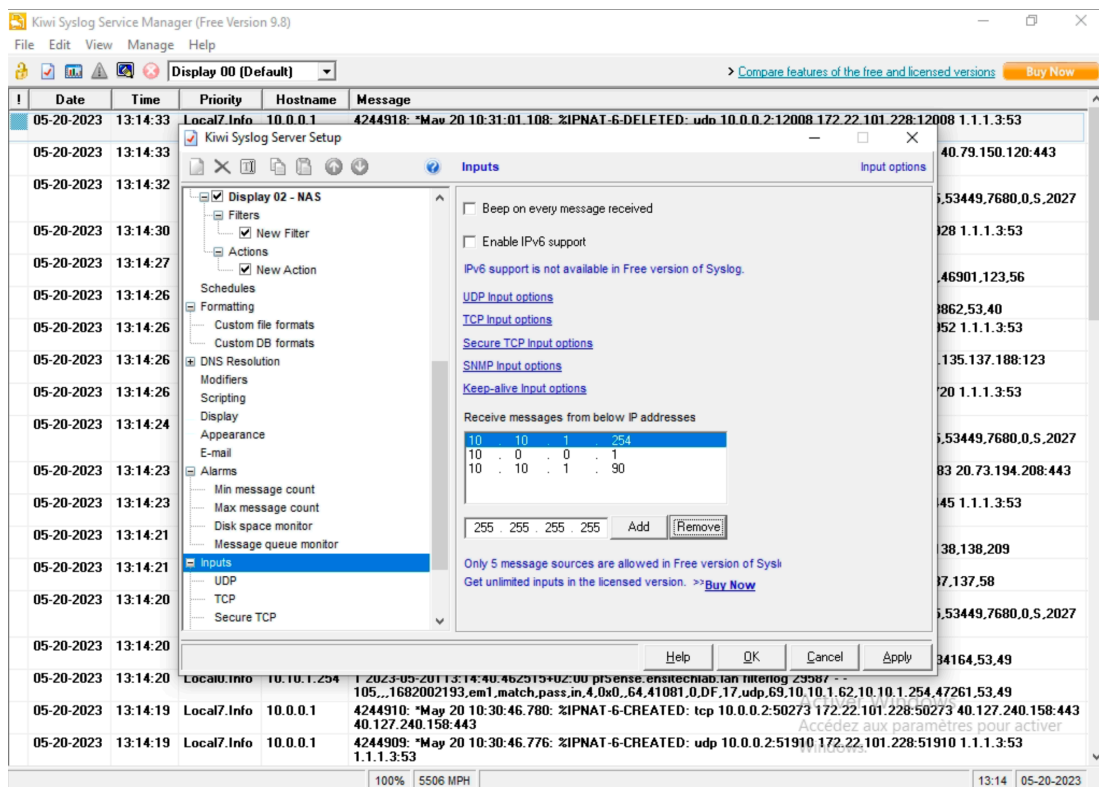 Kiwi Syslog Service Manager (Free Version 9.8)
File Edit View Manage Help
Display 00 (Default)
> Compare features of the free and licensed versions Buy Now
! Date Time Priority Hostname Message
05-20-2023 13:14:33 Local7.Info 10.0.0.1 4244918: *May 20 10:31:01.108: %IPNAT-6-DELETED: udp 10.0.0.2:12008 172.22.101.228:12008 1.1.1.3:53
Kiwi Syslog Server Setup
05-20-2023 13:14:33 40.79.150.120:443
Inputs Input options
05-20-2023 13:14:32 ,53449,7680,0,S,2027
Display 02 - NAS
Beep on every message received
Filters
05-20-2023 13:14:30 New Filter 1.1.1.3:53
Enable IPv6 support
Actions
05-20-2023 13:14:27 New Action ,46901,123,56
IPv6 support is not available in Free version of Syslog.
Schedules
05-20-2023 13:14:26 UDP Input options
Formatting ,53,40
Custom file formats TCP Input options
05-20-2023 13:14:26 1.1.1.3:53
Custom DB formats Secure TCP Input options
05-20-2023 13:14:26 DNS Resolution .135.137.188:123
Modifiers SNMP Input options
05-20-2023 13:14:26 Scripting Keep-alive Input options 1.1.1.3:53
Display Receive messages from below IP addresses
05-20-2023 13:14:24
Appearance 10 . 10 . 1 . 254 ,53449,7680,0,S,2027
E-mail 10 . 0 . 0 . 1
05-20-2023 13:14:23 Alarms 10 . 10 . 1 . 90 20.73.194.208:443
Min message count
05-20-2023 13:14:23 Max message count 1.1.1.3:53
Disk space monitor 255 . 255 . 255 . 255 Add Remove
05-20-2023 13:14:21 Message queue monitor ,138,209
05-20-2023 13:14:21 Inputs Only 5 message sources are allowed in Free version of
UDP Get unlimited inputs in the licensed version. >>Buy Now ,137,58
05-20-2023 13:14:20 TCP
Secure TCP ,53449,7680,0,S,2027
05-20-2023 13:14:20
Help OK Cancel Apply ,53,49
05-20-2023 13:14:20 Local0.Info 10.10.1.254 1 2023-05-20T13:14:40.462515+02:00 pfSense.ensitechlab.lan filterlog 29587 - -
105,,,1682002193,em1,match,pass,in,4,0x0,,64,41081,0,DF,17,udp,69,10.10.1.62,10.10.1.254,47261,53,49
05-20-2023 13:14:19 Local7.Info 10.0.0.1 4244910: *May 20 10:30:46.780: %IPNAT-6-CREATED: tcp 10.0.0.2:50273 172.22.101.228:50273 40.127.240.158:443
40.127.240.158:443
Activer Windows
Accédez aux paramètres pour activer
Windows.
05-20-2023 13:14:19 Local7.Info 10.0.0.1 4244909: *May 20 10:30:46.776: %IPNAT-6-CREATED: udp 10.0.0.2:51910 172.22.101.228:51910 1.1.1.3:53
1.1.1.3:53
100% 5506 MPH 13:14 05-20-2023